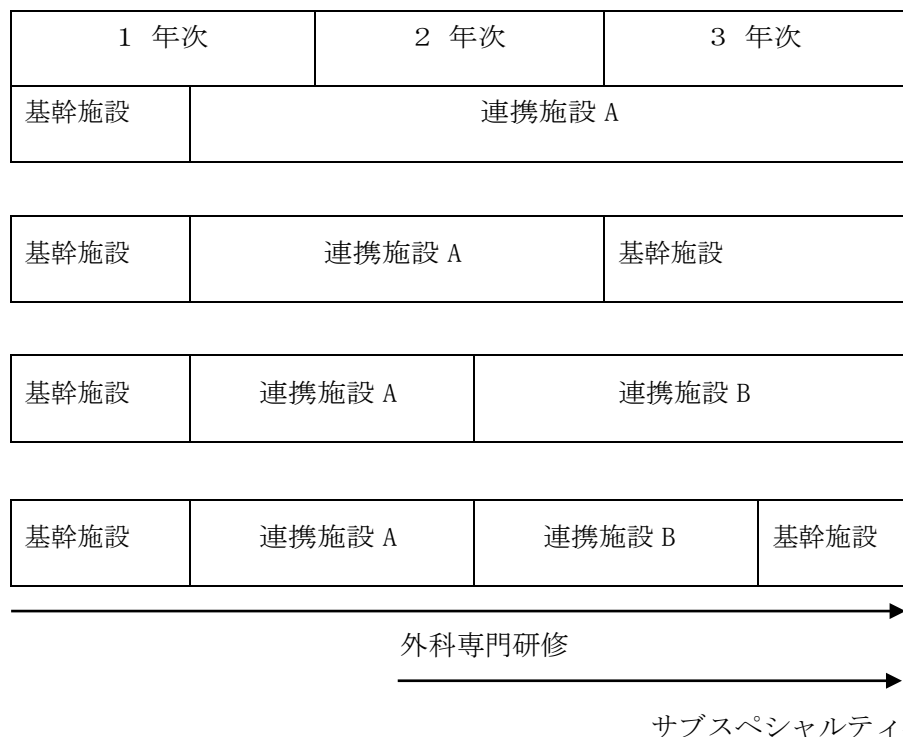 1 年次 2 年次 3 年次
基幹施設 連携施設 A
基幹施設 連携施設 A 基幹施設
基幹施設 連携施設 A 連携施設 B
基幹施設 連携施設 A 連携施設 B 基幹施設
外科専門研修
サブスペシャルティ